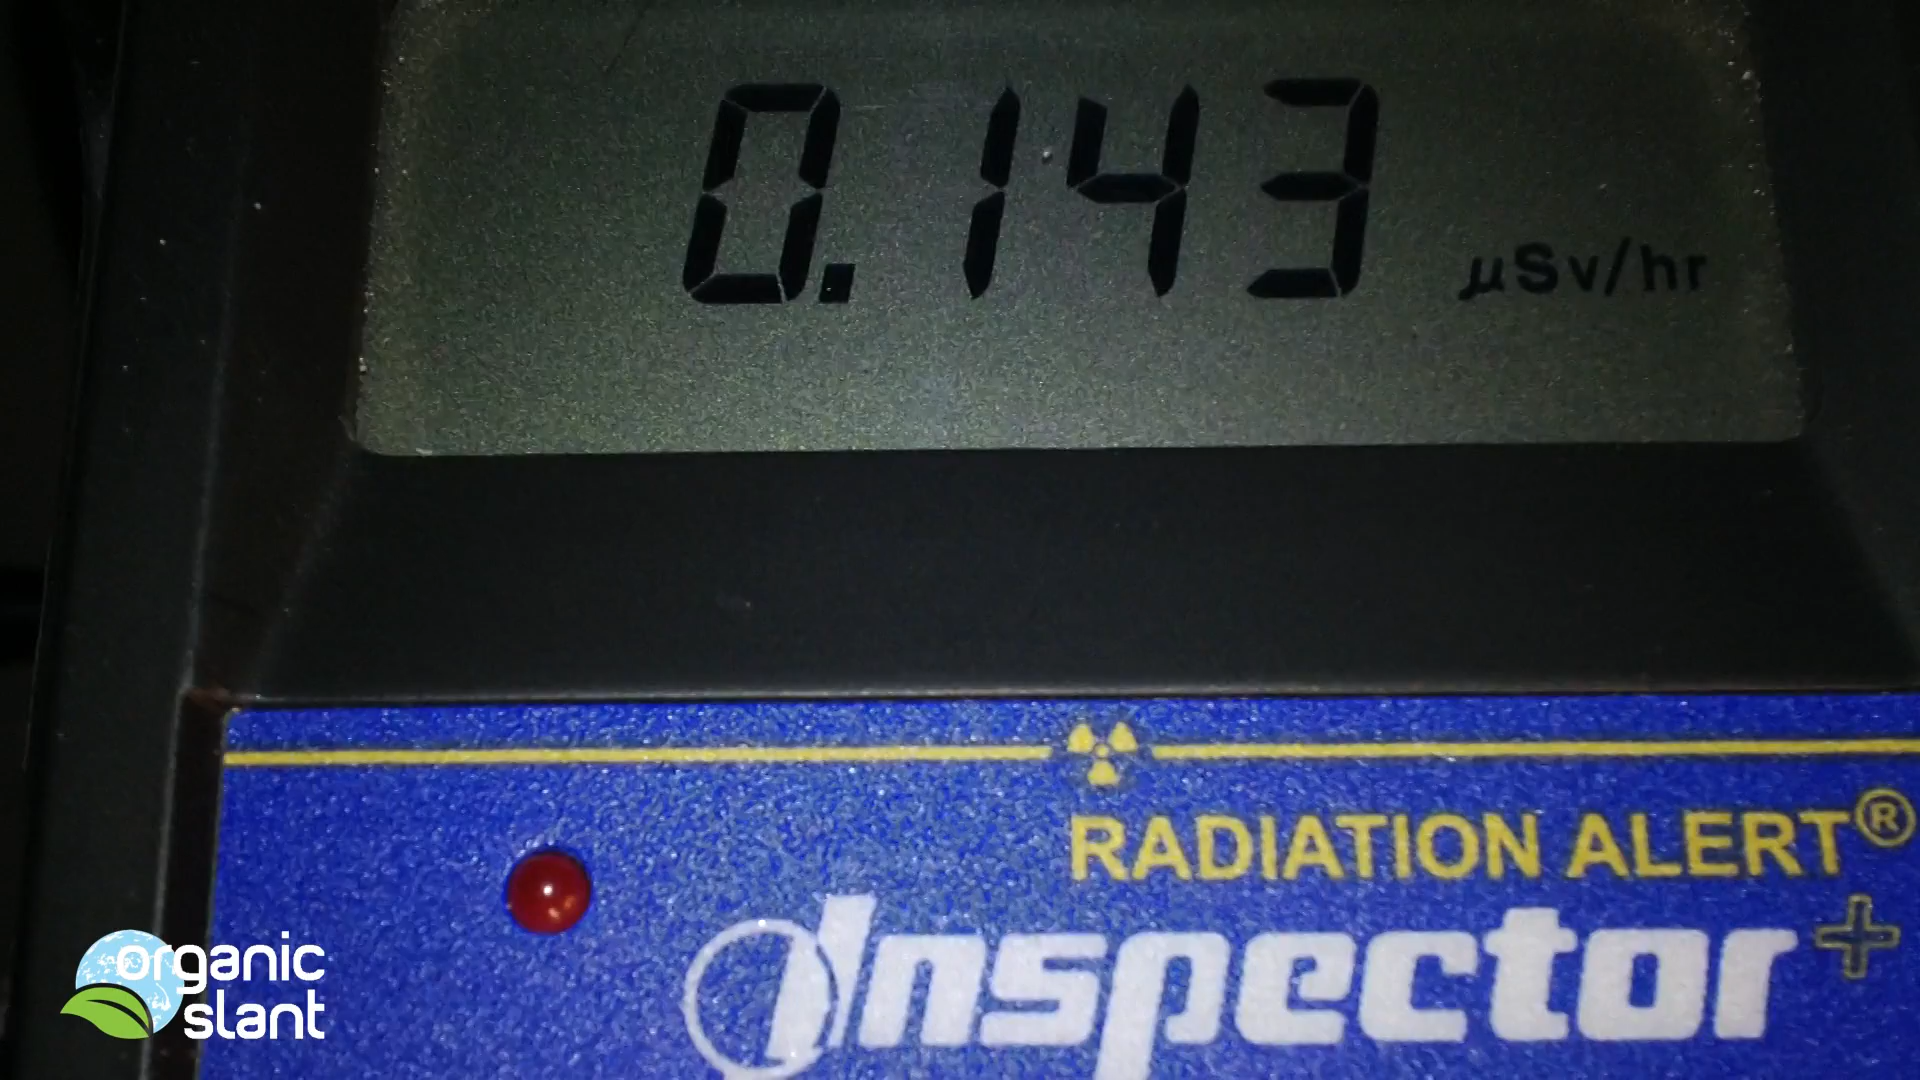 0.143 µSv/hr
RADIATION ALERT®
Inspector+
organic
slant